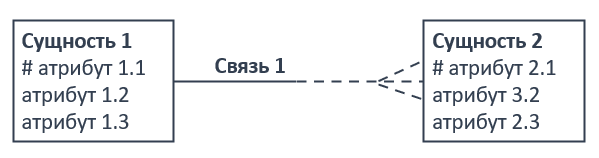 Сущность 1
# атрибут 1.1
атрибут 1.2
атрибут 1.3
Связь 1
Сущность 2
# атрибут 2.1
атрибут 3.2
атрибут 2.3